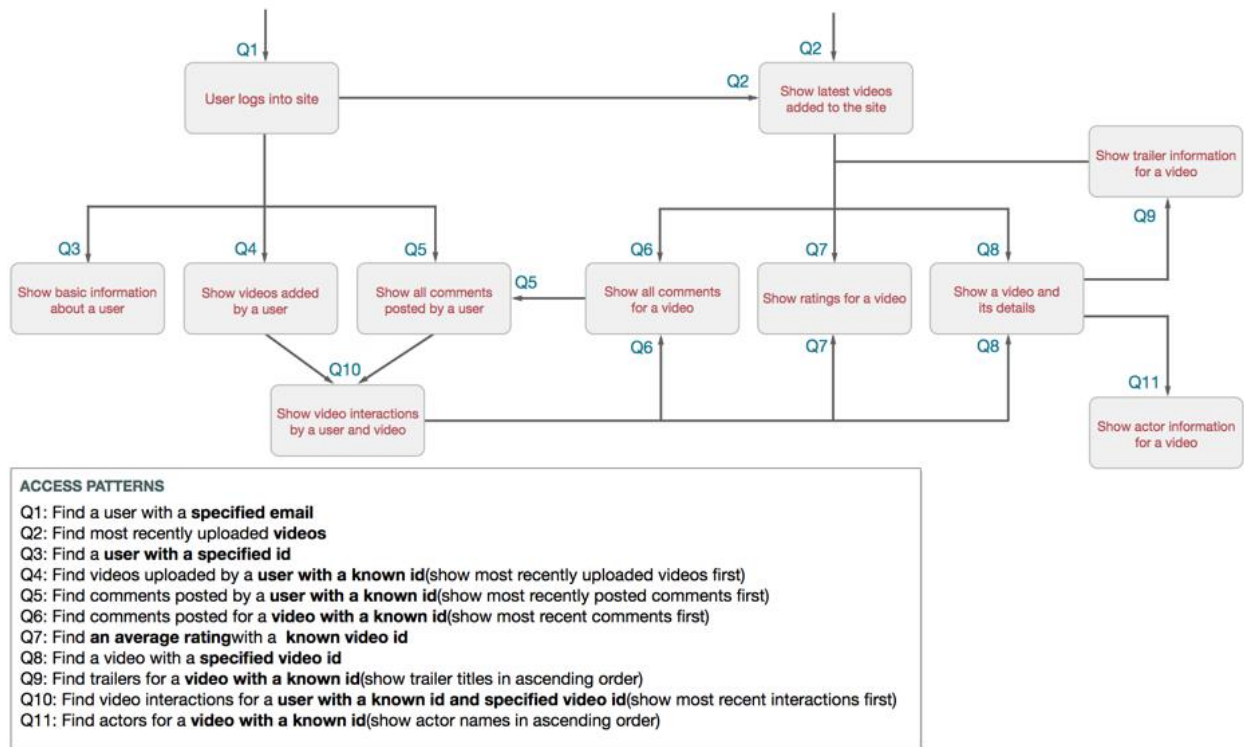 Q1
Q2
User logs into site
Q2
Show latest videos
added to the site
Show trailer information
for a video
Q9
Q3
Q4
Q5
Q6
Q7
Q8
Show basic information
about a user
Show videos added
by a user
Show all comments
posted by a user
Q5
Show all comments
for a video
Show ratings for a video
Show a video and
its details
Q6
Q7
Q8
Q10
Q11
Show video interactions
by a user and video
Show actor information
for a video
ACCESS PATTERNS
Q1: Find a user with a specified email
Q2: Find most recently uploaded videos
Q3: Find a user with a specified id
Q4: Find videos uploaded by a user with a known id(show most recently uploaded videos first)
Q5: Find comments posted by a user with a known id(show most recently posted comments first)
Q6: Find comments posted for a video with a known id(show most recent comments first)
Q7: Find an average ratingwith a known video id
Q8: Find a video with a specified video id
Q9: Find trailers for a video with a known id(show trailer titles in ascending order)
Q10: Find video interactions for a user with a known id and specified video id(show most recent interactions first)
Q11: Find actors for a video with a known id(show actor names in ascending order)